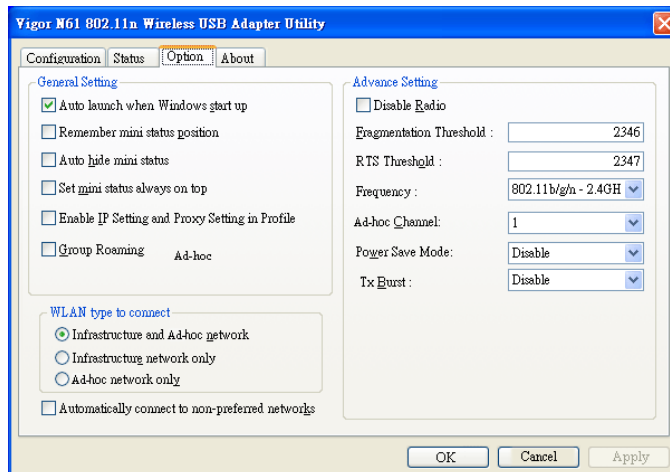 Vigor N61 802.11n Wireless USB Adapter Utility
Configuration Status Option About
General Setting
Auto launch when Windows start up
Remember mini status position
Auto hide mini status
Set mini status always on top
Enable IP Setting and Proxy Setting in Profile
Group Roaming Ad-hoc
WLAN type to connect
Infrastructure and Ad-hoc network
Infrastructure network only
Ad-hoc network only
Automatically connect to non-preferred networks
Advance Setting
Disable Radio
Fragmentation Threshold : 2346
RTS Threshold : 2347
Frequency : 802.11b/g/n - 2.4GH
Ad-hoc Channel: 1
Power Save Mode: Disable
Tx Burst : Disable
OK Cancel Apply